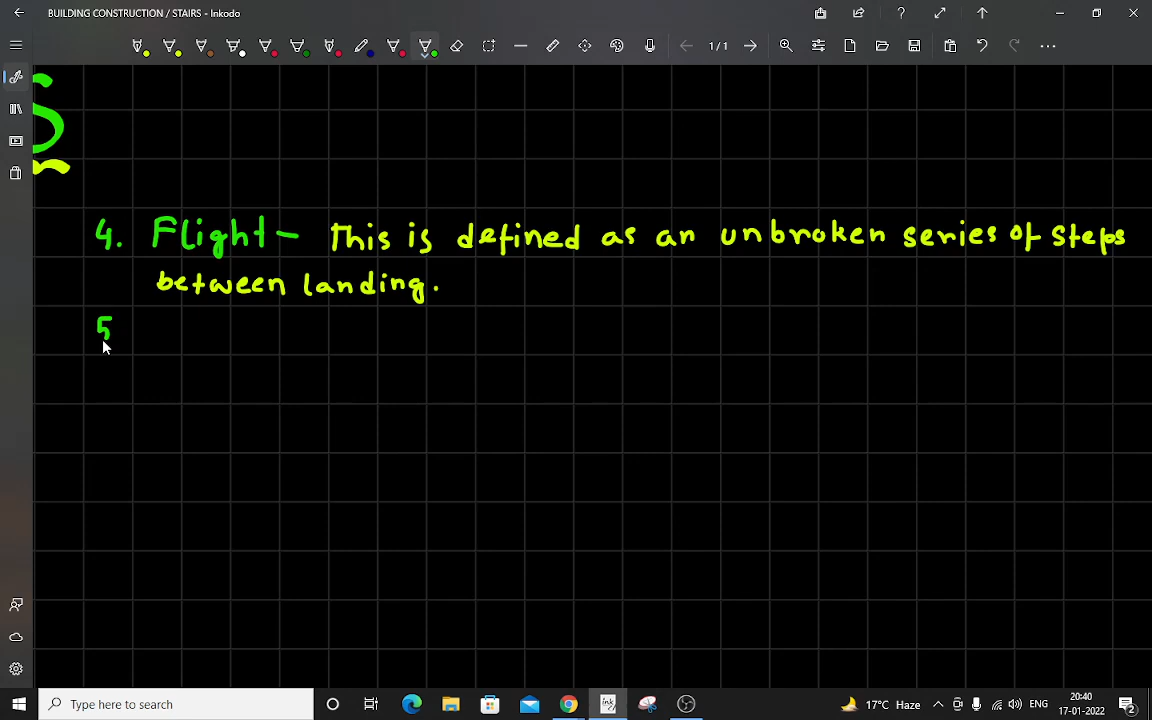 BUILDING CONSTRUCTION / STAIRS - Inkodo
1/1
S
4. Flight - This is defined as an unbroken series of steps
between landing.
5
Type here to search
17°C Haze
ENG
20:40
17-01-2022
2